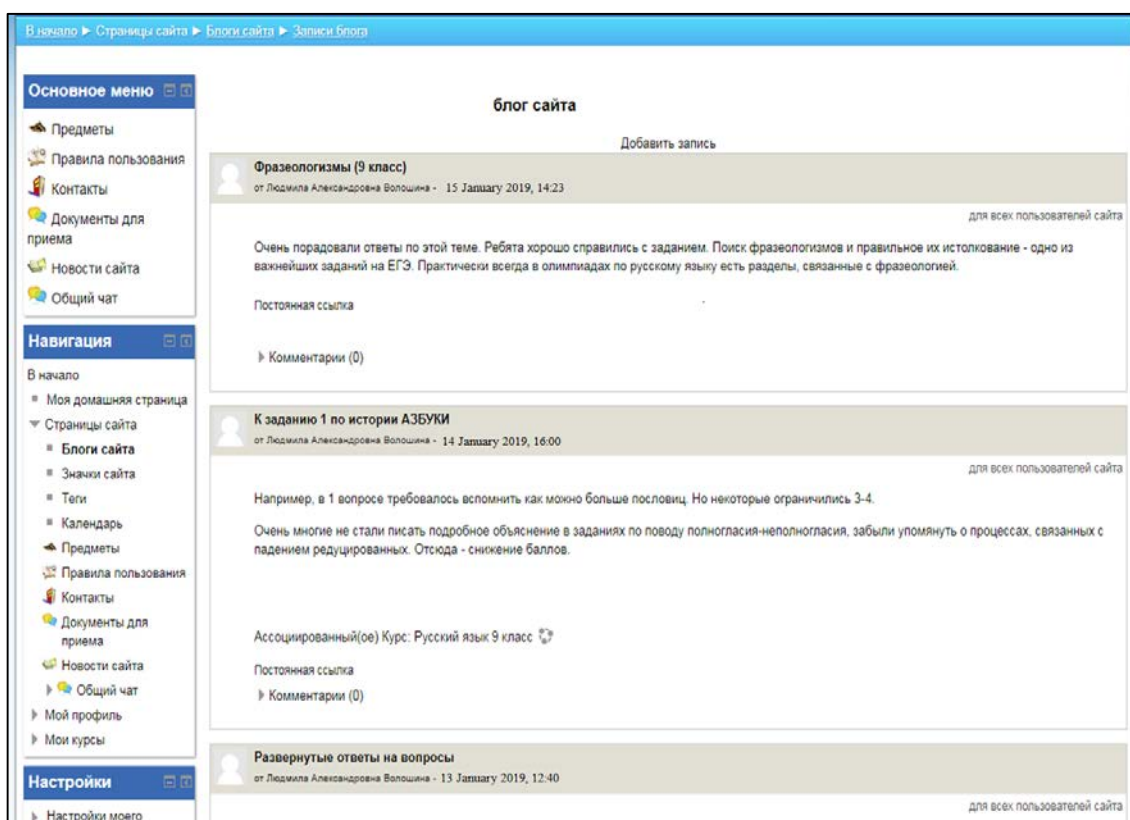 В начало ► Страницы сайта ► Блоги сайта ► Записи блога
Основное меню
Предметы
Правила пользования
Контакты
Документы для
приема
Новости сайта
Общий чат
Навигация
В начало
Моя домашняя страница
Страницы сайта
Блоги сайта
Значки сайта
Теги
Календарь
Предметы
Правила пользования
Контакты
Документы для
приема
Новости сайта
Общий чат
Мой профиль
Мои курсы
Настройки
Настройки моего
блог сайта
Добавить запись
Фразеологизмы (9 класс)
от Людмила Александровна Волошина - 15 January 2019, 14:23
для всех пользователей сайта
Очень порадовали ответы по этой теме. Ребята хорошо справились с заданием. Поиск фразеологизмов и правильное их истолкование - одно из
важнейших заданий на ЕГЭ. Практически всегда в олимпиадах по русскому языку есть разделы, связанные с фразеологией.
Постоянная ссылка
Комментарии (0)
К заданию 1 по истории АЗБУКИ
от Людмила Александровна Волошина - 14 January 2019, 16:00
для всех пользователей сайта
Например, в 1 вопросе требовалось вспомнить как можно больше пословиц. Но некоторые ограничились 3-4.
Очень многие не стали писать подробное объяснение в заданиях по поводу полногласия-неполногласия, забыли упомянуть о процессах, связанных с
падением редуцированных. Отсюда - снижение баллов.
Ассоциированный(ое) Курс: Русский язык 9 класс
Постоянная ссылка
Комментарии (0)
Развернутые ответы на вопросы
от Людмила Александровна Волошина - 13 January 2019, 12:40
для всех пользователей сайта